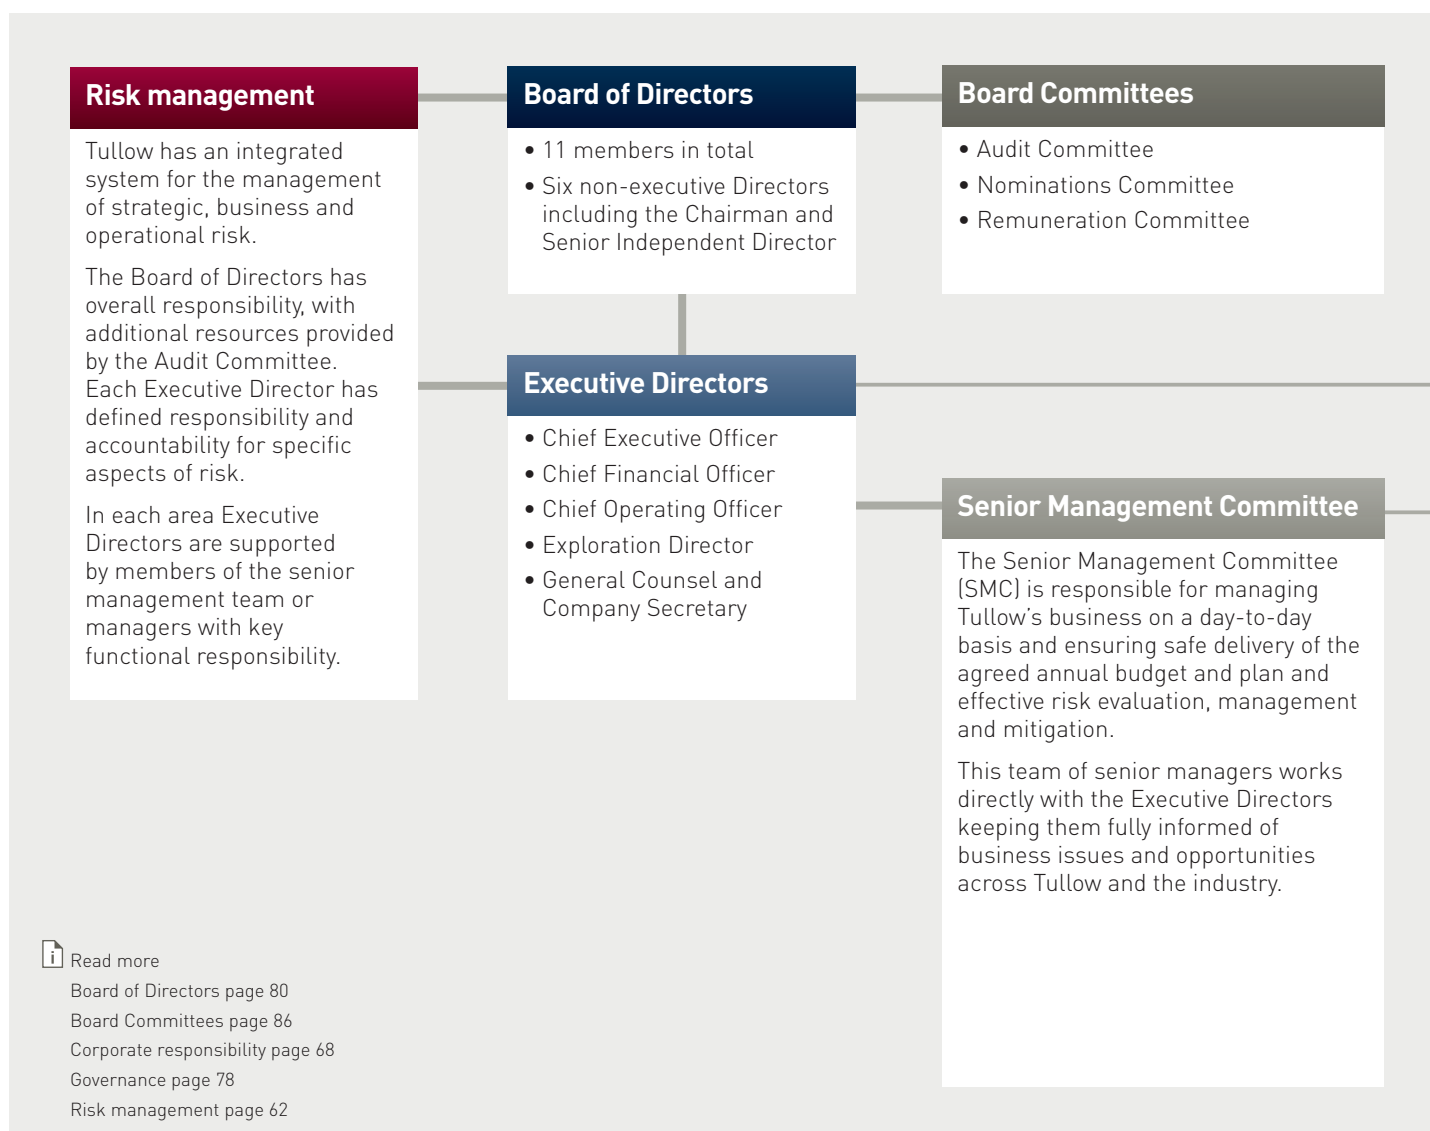 Risk management
Tullow has an integrated
system for the management
of strategic, business and
operational risk.
The Board of Directors has
overall responsibility, with
additional resources provided
by the Audit Committee.
Each Executive Director has
defined responsibility and
accountability for specific
aspects of risk.
In each area Executive
Directors are supported
by members of the senior
management team or
managers with key
functional responsibility.
Board of Directors
• 11 members in total
• Six non-executive Directors
including the Chairman and
Senior Independent Director
Board Committees
• Audit Committee
• Nominations Committee
• Remuneration Committee
Executive Directors
• Chief Executive Officer
• Chief Financial Officer
• Chief Operating Officer
• Exploration Director
• General Counsel and
Company Secretary
Senior Management Committee
The Senior Management Committee
(SMC) is responsible for managing
Tullow’s business on a day-to-day
basis and ensuring safe delivery of the
agreed annual budget and plan and
effective risk evaluation, management
and mitigation.
This team of senior managers works
directly with the Executive Directors
keeping them fully informed of
business issues and opportunities
across Tullow and the industry.
i Read more
Board of Directors page 80
Board Committees page 86
Corporate responsibility page 68
Governance page 78
Risk management page 62